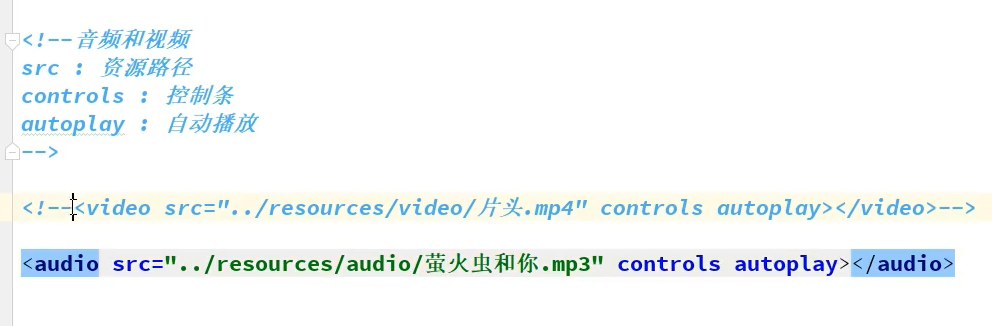 <!--音频和视频
src : 资源路径
controls : 控制条
autoplay : 自动播放
-->
<!--<video src="../resources/video/片头.mp4" controls autoplay></video>-->
<audio src="../resources/audio/萤火虫和你.mp3" controls autoplay></audio>